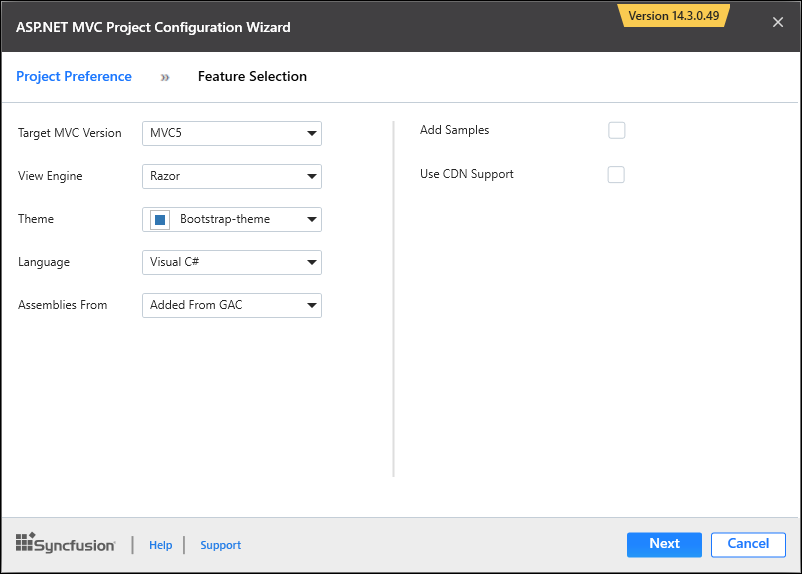 ASP.NET MVC Project Configuration Wizard
Version 14.3.0.49
Project Preference » Feature Selection
Target MVC Version MVC5
View Engine Razor
Theme Bootstrap-theme
Language Visual C#
Assemblies From Added From GAC
Add Samples
Use CDN Support
Syncfusion | Help | Support
Next Cancel